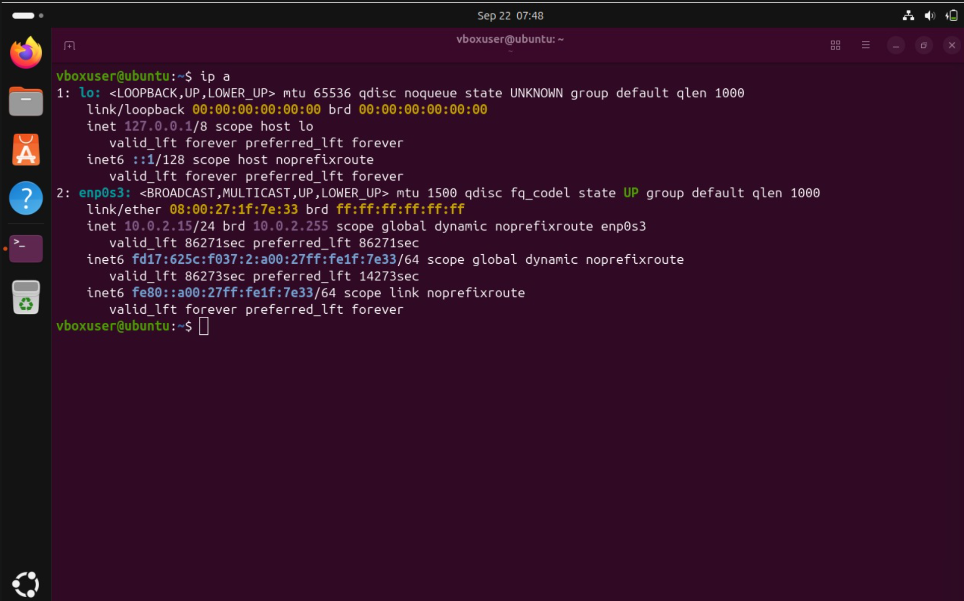 Sep 22 07:48
vboxuser@ubuntu: ~
vboxuser@ubuntu:~$ ip a
1: lo: <LOOPBACK,UP,LOWER_UP> mtu 65536 qdisc noqueue state UNKNOWN group default qlen 1000
    link/loopback 00:00:00:00:00:00 brd 00:00:00:00:00:00
    inet 127.0.0.1/8 scope host lo
       valid_lft forever preferred_lft forever
    inet6 ::1/128 scope host noprefixroute
       valid_lft forever preferred_lft forever
2: enp0s3: <BROADCAST,MULTICAST,UP,LOWER_UP> mtu 1500 qdisc fq_codel state UP group default qlen 1000
    link/ether 08:00:27:1f:7e:33 brd ff:ff:ff:ff:ff:ff
    inet 10.0.2.15/24 brd 10.0.2.255 scope global dynamic noprefixroute enp0s3
       valid_lft 86271sec preferred_lft 86271sec
    inet6 fd17:625c:f037:2:a00:27ff:fe1f:7e33/64 scope global dynamic noprefixroute
       valid_lft 86273sec preferred_lft 14273sec
    inet6 fe80::a00:27ff:fe1f:7e33/64 scope link noprefixroute
       valid_lft forever preferred_lft forever
vboxuser@ubuntu:~$